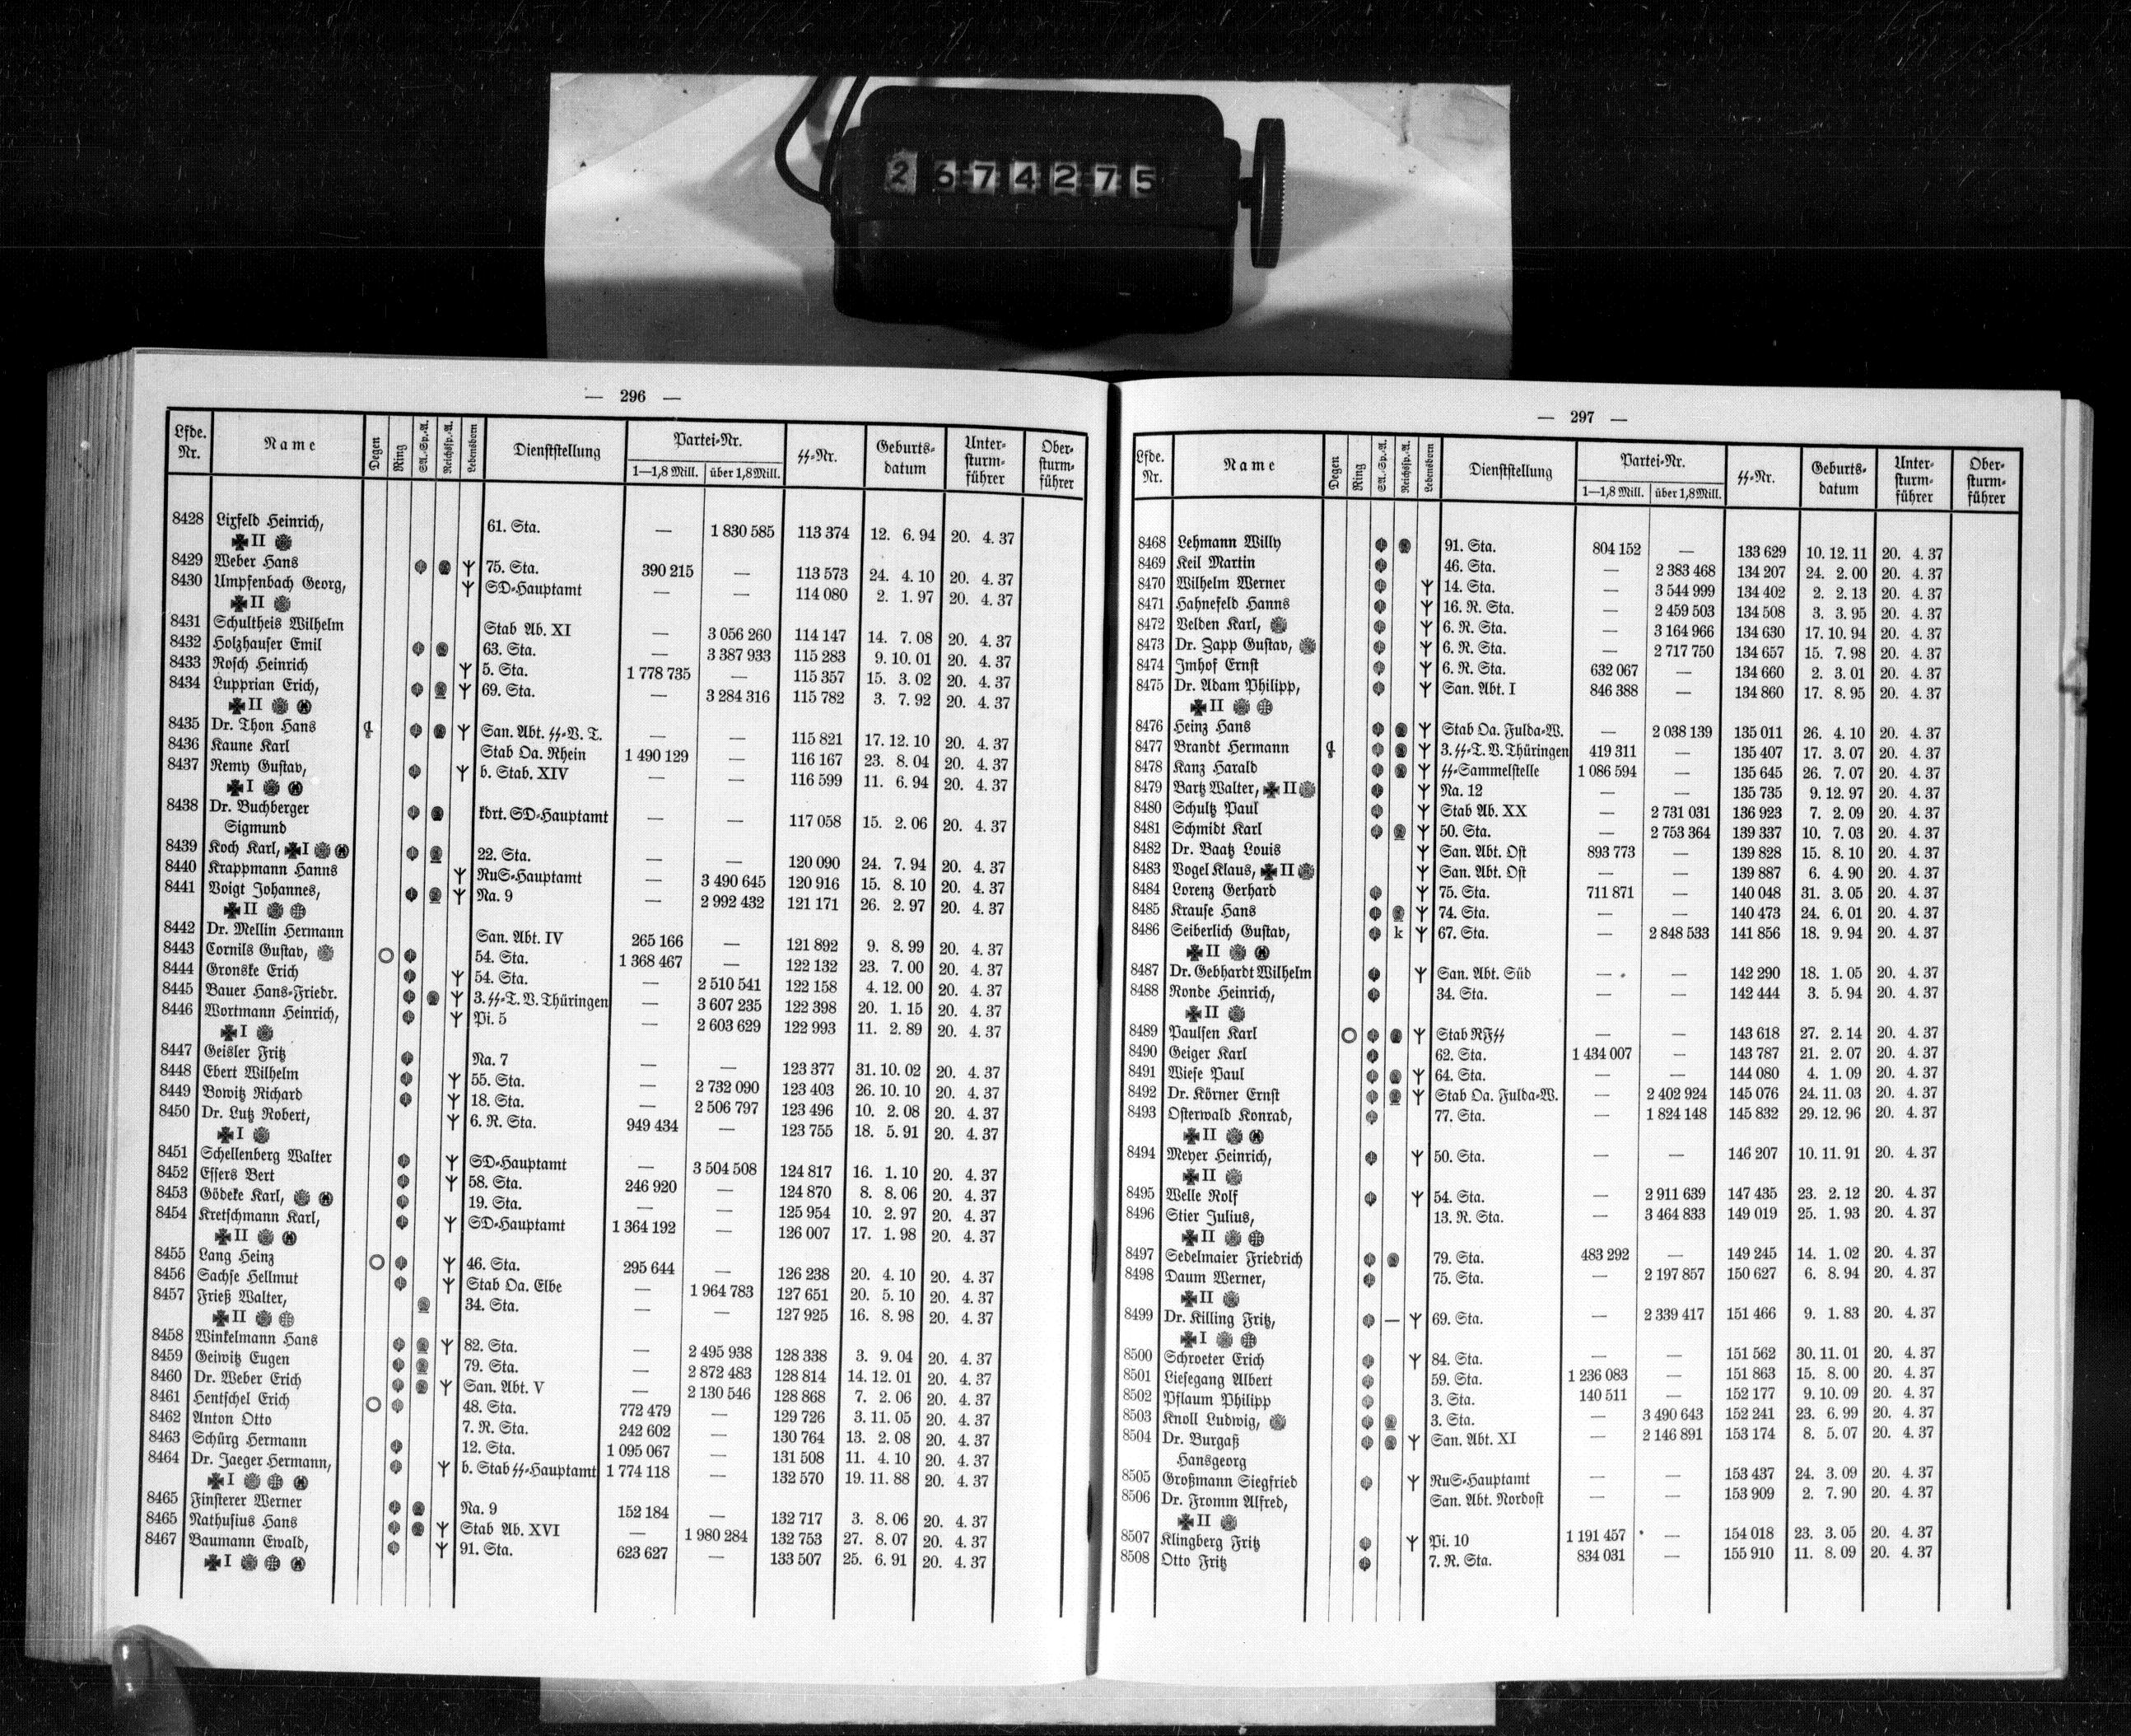 2674275
— 296 —
Lfde. Nr. Name Degen Ring SA.-Sp.-A. Reichssp.-A. Lebensborn Dienststellung Partei-Nr. 1—1,8 Mill. über 1,8 Mill. ᛋᛋ-Nr. Geburtsdatum Untersturmführer Obersturmführer
8428 Lixfeld Heinrich, 61. Sta. — 1 830 585 113 374 12. 6. 94 20. 4. 37
II
8429 Weber Hans 75. Sta. 390 215 — 113 573 24. 4. 10 20. 4. 37
8430 Umpfenbach Georg, SD-Hauptamt — — 114 080 2. 1. 97 20. 4. 37
II
8431 Schultheis Wilhelm Stab Ab. XI — 3 056 260 114 147 14. 7. 08 20. 4. 37
8432 Holzhauser Emil 63. Sta. — 3 387 933 115 283 9. 10. 01 20. 4. 37
8433 Rosch Heinrich 5. Sta. 1 778 735 — 115 357 15. 3. 02 20. 4. 37
8434 Lupprian Erich, 69. Sta. — 3 284 316 115 782 3. 7. 92 20. 4. 37
II
8435 Dr. Thon Hans San. Abt. ᛋᛋ-V. T. — — 115 821 17. 12. 10 20. 4. 37
8436 Kaune Karl Stab Oa. Rhein 1 490 129 — 116 167 23. 8. 04 20. 4. 37
8437 Remy Gustav, b. Stab. XIV — — 116 599 11. 6. 94 20. 4. 37
I
8438 Dr. Buchberger kdrt. SD-Hauptamt — — 117 058 15. 2. 06 20. 4. 37
Sigmund
8439 Koch Karl, I 22. Sta. — — 120 090 24. 7. 94 20. 4. 37
8440 Krappmann Hanns RuS-Hauptamt — 3 490 645 120 916 15. 8. 10 20. 4. 37
8441 Voigt Johannes, Na. 9 — 2 992 432 121 171 26. 2. 97 20. 4. 37
II
8442 Dr. Mellin Hermann San. Abt. IV 265 166 — 121 892 9. 8. 99 20. 4. 37
8443 Cornils Gustav, 54. Sta. 1 368 467 — 122 132 23. 7. 00 20. 4. 37
8444 Gronske Erich 54. Sta. — 2 510 541 122 158 4. 12. 00 20. 4. 37
8445 Bauer Hans-Friedr. 3. ᛋᛋ-T. V. Thüringen — 3 607 235 122 398 20. 1. 15 20. 4. 37
8446 Wortmann Heinrich, Pi. 5 — 2 603 629 122 993 11. 2. 89 20. 4. 37
I
8447 Geisler Fritz Na. 7 — — 123 377 31. 10. 02 20. 4. 37
8448 Ebert Wilhelm 55. Sta. — 2 732 090 123 403 26. 10. 10 20. 4. 37
8449 Bowitz Richard 18. Sta. — 2 506 797 123 496 10. 2. 08 20. 4. 37
8450 Dr. Lutz Robert, 6. R. Sta. 949 434 — 123 755 18. 5. 91 20. 4. 37
I
8451 Schellenberg Walter SD-Hauptamt — 3 504 508 124 817 16. 1. 10 20. 4. 37
8452 Essers Bert 58. Sta. 246 920 — 124 870 8. 8. 06 20. 4. 37
8453 Gödeke Karl, 19. Sta. — — 125 954 10. 2. 97 20. 4. 37
8454 Kretschmann Karl, SD-Hauptamt 1 364 192 — 126 007 17. 1. 98 20. 4. 37
II
8455 Lang Heinz 46. Sta. 295 644 — 126 238 20. 4. 10 20. 4. 37
8456 Sachse Hellmut Stab Oa. Elbe — 1 964 783 127 651 20. 5. 10 20. 4. 37
8457 Frieß Walter, 34. Sta. — — 127 925 16. 8. 98 20. 4. 37
II
8458 Winkelmann Hans 82. Sta. — 2 495 938 128 338 3. 9. 04 20. 4. 37
8459 Geiwitz Eugen 79. Sta. — 2 872 483 128 814 14. 12. 01 20. 4. 37
8460 Dr. Weber Erich San. Abt. V — 2 130 546 128 868 7. 2. 06 20. 4. 37
8461 Hentschel Erich 48. Sta. 772 479 — 129 726 3. 11. 05 20. 4. 37
8462 Anton Otto 7. R. Sta. 242 602 — 130 764 13. 2. 08 20. 4. 37
8463 Schürg Hermann 12. Sta. 1 095 067 — 131 508 11. 4. 10 20. 4. 37
8464 Dr. Jaeger Hermann, b. Stab ᛋᛋ-Hauptamt 1 774 118 — 132 570 19. 11. 88 20. 4. 37
I
8465 Finsterer Werner Na. 9 152 184 — 132 717 3. 8. 06 20. 4. 37
8465 Nathusius Hans Stab Ab. XVI — 1 980 284 132 753 27. 8. 07 20. 4. 37
8467 Baumann Ewald, 91. Sta. 623 627 — 133 507 25. 6. 91 20. 4. 37
I
— 297 —
Lfde. Nr. Name Degen Ring SA.-Sp.-A. Reichssp.-A. Lebensborn Dienststellung Partei-Nr. 1—1,8 Mill. über 1,8 Mill. ᛋᛋ-Nr. Geburtsdatum Untersturmführer Obersturmführer
8468 Lehmann Willy 91. Sta. 804 152 — 133 629 10. 12. 11 20. 4. 37
8469 Keil Martin 46. Sta. — 2 383 468 134 207 24. 2. 00 20. 4. 37
8470 Wilhelm Werner 14. Sta. — 3 544 999 134 402 2. 2. 13 20. 4. 37
8471 Hahnefeld Hanns 16. R. Sta. — 2 459 503 134 508 3. 3. 95 20. 4. 37
8472 Velden Karl, 6. R. Sta. — 3 164 966 134 630 17. 10. 94 20. 4. 37
8473 Dr. Zapp Gustav, 6. R. Sta. — 2 717 750 134 657 15. 7. 98 20. 4. 37
8474 Imhof Ernst 6. R. Sta. 632 067 — 134 660 2. 3. 01 20. 4. 37
8475 Dr. Adam Philipp, San. Abt. I 846 388 — 134 860 17. 8. 95 20. 4. 37
II
8476 Heinz Hans Stab Oa. Fulda-W. — 2 038 139 135 011 26. 4. 10 20. 4. 37
8477 Brandt Hermann 3. ᛋᛋ-T. V. Thüringen 419 311 — 135 407 17. 3. 07 20. 4. 37
8478 Kanz Harald ᛋᛋ-Sammelstelle 1 086 594 — 135 645 26. 7. 07 20. 4. 37
8479 Bartz Walter, II Na. 12 — — 135 735 9. 12. 97 20. 4. 37
8480 Schultz Paul Stab Ab. XX — 2 731 031 136 923 7. 2. 09 20. 4. 37
8481 Schmidt Karl 50. Sta. — 2 753 364 139 337 10. 7. 03 20. 4. 37
8482 Dr. Baatz Louis San. Abt. Ost 893 773 — 139 828 15. 8. 10 20. 4. 37
8483 Vogel Klaus, II San. Abt. Ost — — 139 887 6. 4. 90 20. 4. 37
8484 Lorenz Gerhard 75. Sta. 711 871 — 140 048 31. 3. 05 20. 4. 37
8485 Krause Hans 74. Sta. — — 140 473 24. 6. 01 20. 4. 37
8486 Seiberlich Gustav, k 67. Sta. — 2 848 533 141 856 18. 9. 94 20. 4. 37
II
8487 Dr. Gebhardt Wilhelm San. Abt. Süd — — 142 290 18. 1. 05 20. 4. 37
8488 Ronde Heinrich, 34. Sta. — — 142 444 3. 5. 94 20. 4. 37
II
8489 Paulsen Karl Stab RFᛋᛋ — — 143 618 27. 2. 14 20. 4. 37
8490 Geiger Karl 62. Sta. 1 434 007 — 143 787 21. 2. 07 20. 4. 37
8491 Wiese Paul 64. Sta. — — 144 080 4. 1. 09 20. 4. 37
8492 Dr. Körner Ernst Stab Oa. Fulda-W. — 2 402 924 145 076 24. 11. 03 20. 4. 37
8493 Osterwald Konrad, 77. Sta. — 1 824 148 145 832 29. 12. 96 20. 4. 37
II
8494 Meyer Heinrich, 50. Sta. — — 146 207 10. 11. 91 20. 4. 37
II
8495 Welle Rolf 54. Sta. — 2 911 639 147 435 23. 2. 12 20. 4. 37
8496 Stier Julius, 13. R. Sta. — 3 464 833 149 019 25. 1. 93 20. 4. 37
II
8497 Sedelmaier Friedrich 79. Sta. 483 292 — 149 245 14. 1. 02 20. 4. 37
8498 Daum Werner, 75. Sta. — 2 197 857 150 627 6. 8. 94 20. 4. 37
II
8499 Dr. Killing Fritz, — 69. Sta. — 2 339 417 151 466 9. 1. 83 20. 4. 37
I
8500 Schroeter Erich 84. Sta. — — 151 562 30. 11. 01 20. 4. 37
8501 Liesegang Albert 59. Sta. 1 236 083 — 151 863 15. 8. 00 20. 4. 37
8502 Pflaum Philipp 3. Sta. 140 511 — 152 177 9. 10. 09 20. 4. 37
8503 Knoll Ludwig, 3. Sta. — 3 490 643 152 241 23. 6. 99 20. 4. 37
8504 Dr. Burgaß San. Abt. XI — 2 146 891 153 174 8. 5. 07 20. 4. 37
Hansgeorg
8505 Großmann Siegfried RuS-Hauptamt — — 153 437 24. 3. 09 20. 4. 37
8506 Dr. Fromm Alfred, San. Abt. Nordost — — 153 909 2. 7. 90 20. 4. 37
II
8507 Klingberg Fritz Pi. 10 1 191 457 — 154 018 23. 3. 05 20. 4. 37
8508 Otto Fritz 7. R. Sta. 834 031 — 155 910 11. 8. 09 20. 4. 37